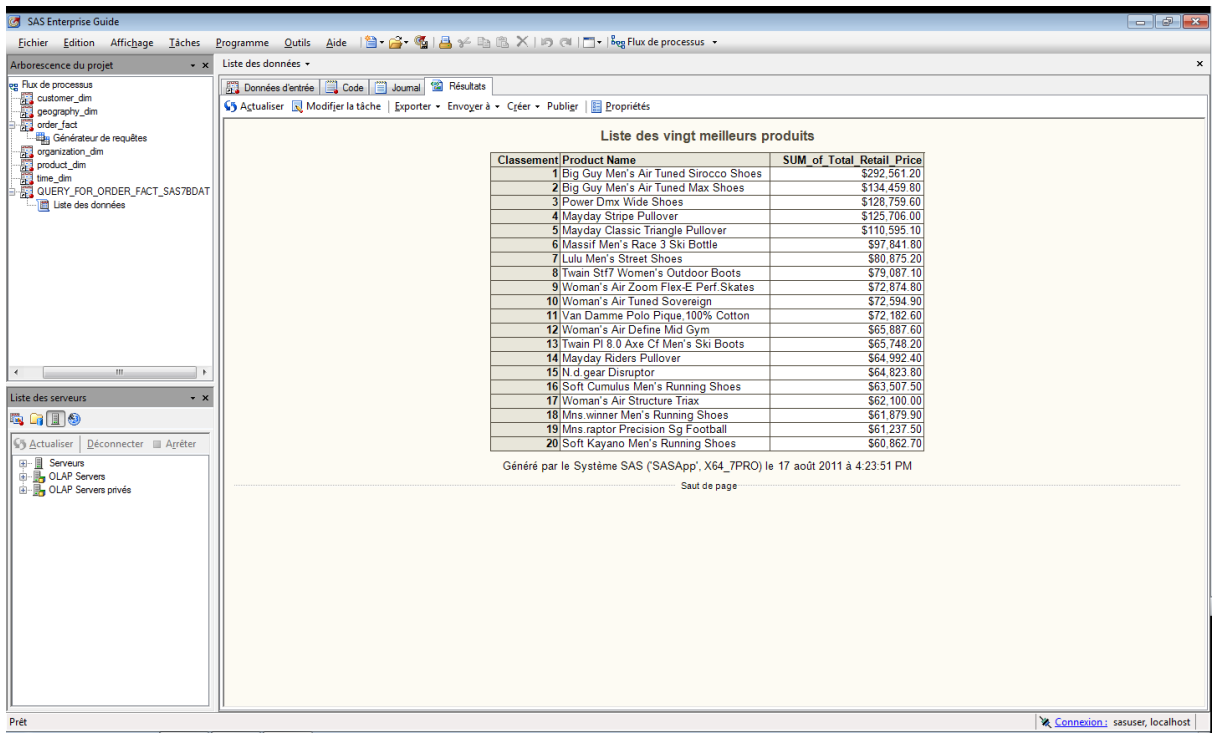 SAS Enterprise Guide
Fichier Edition Affichage Tâches Programme Outils Aide Flux de processus
Arborescence du projet
Flux de processus
customer_dim
geography_dim
order_fact
Générateur de requêtes
organization_dim
product_dim
time_dim
QUERY_FOR_ORDER_FACT_SAS7BDAT
Liste des données
Liste des serveurs
Actualiser Déconnecter Arrêter
Serveurs
OLAP Servers
OLAP Servers privés
Liste des données
Données d'entrée Code Journal Résultats
Actualiser Modifier la tâche Exporter Envoyer à Créer Publier Propriétés
Liste des vingt meilleurs produits
Classement Product Name SUM_of_Total_Retail_Price
1 Big Guy Men's Air Tuned Sirocco Shoes $292,561.20
2 Big Guy Men's Air Tuned Max Shoes $134,459.80
3 Power Dmx Wide Shoes $128,759.60
4 Mayday Stripe Pullover $125,706.00
5 Mayday Classic Triangle Pullover $110,595.10
6 Massif Men's Race 3 Ski Bottle $97,841.80
7 Lulu Men's Street Shoes $80,875.20
8 Twain Stf7 Women's Outdoor Boots $79,087.10
9 Woman's Air Zoom Flex-E Perf.Skates $72,874.80
10 Woman's Air Tuned Sovereign $72,594.90
11 Van Damme Polo Pique,100% Cotton $72,182.60
12 Woman's Air Define Mid Gym $65,887.60
13 Twain Pl 8.0 Axe Cf Men's Ski Boots $65,748.20
14 Mayday Riders Pullover $64,992.40
15 N.d.gear Disruptor $64,823.80
16 Soft Cumulus Men's Running Shoes $63,507.50
17 Woman's Air Structure Triax $62,100.00
18 Mns.winner Men's Running Shoes $61,879.90
19 Mns.raptor Precision Sg Football $61,237.50
20 Soft Kayano Men's Running Shoes $60,862.70
Généré par le Système SAS ('SASApp', X64_7PRO) le 17 août 2011 à 4:23:51 PM
Saut de page
Prêt
Connexion : sasuser, localhost